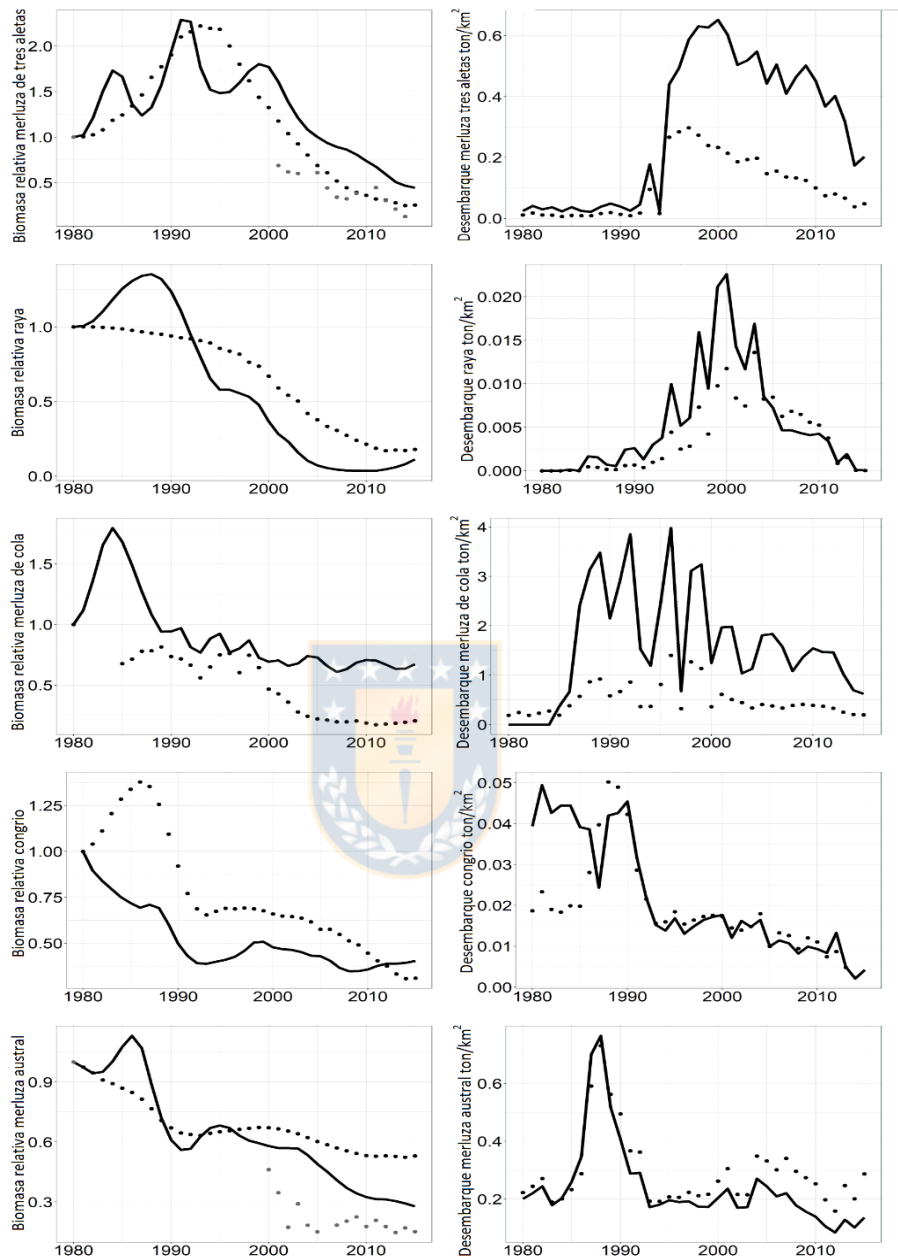 Biomasa relativa merluza de tres aletas
2.0
1.5
1.0
0.5
1980 1990 2000 2010
Desembarque merluza tres aletas ton/km²
0.6
0.4
0.2
0.0
1980 1990 2000 2010
Biomasa relativa raya
1.0
0.5
0.0
1980 1990 2000 2010
Desembarque raya ton/km²
0.020
0.015
0.010
0.005
0.000
1980 1990 2000 2010
Biomasa relativa merluza de cola
1.5
1.0
0.5
1980 1990 2000 2010
Desembarque merluza de cola ton/km²
4
3
2
1
0
1980 1990 2000 2010
Biomasa relativa congrio
1.25
1.00
0.75
0.50
1980 1990 2000 2010
Desembarque congrio ton/km²
0.05
0.04
0.03
0.02
0.01
0.00
1980 1990 2000 2010
Biomasa relativa merluza austral
0.9
0.6
0.3
1980 1990 2000 2010
Desembarque merluza austral ton/km²
0.6
0.4
0.2
0.0
1980 1990 2000 2010